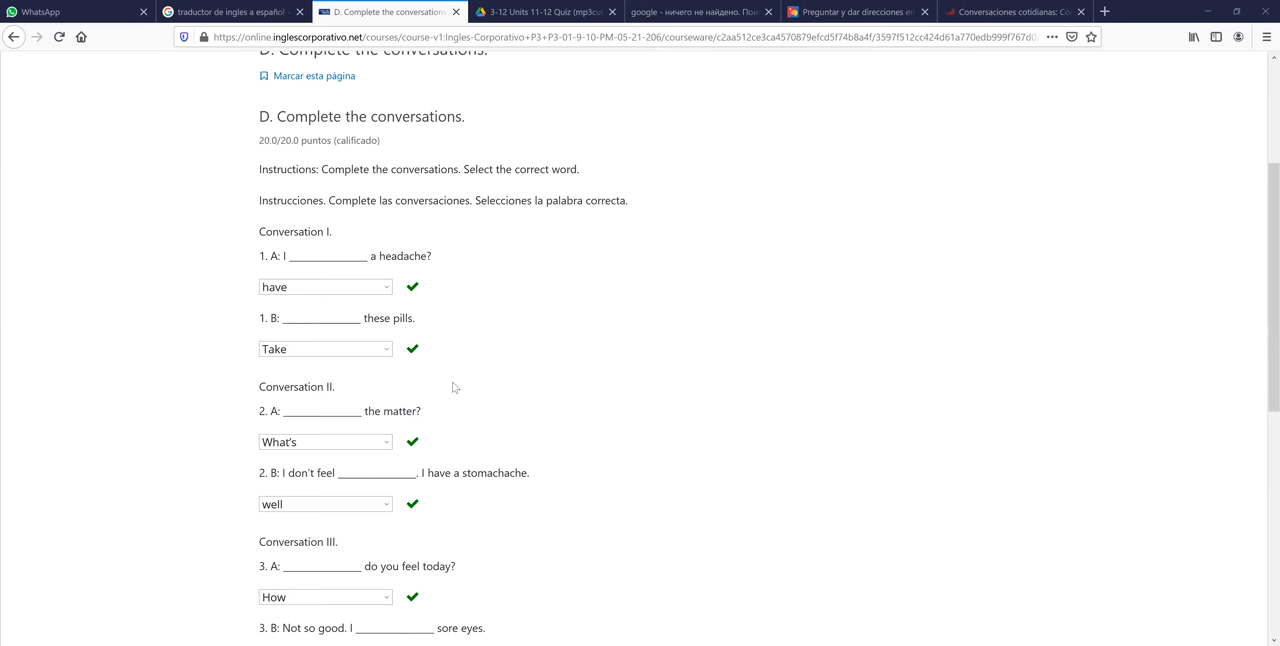 WhatsApp
traductor de ingles a español -
D. Complete the conversations.
3-12 Units 11-12 Quiz (mp3cut
google - ничего не найдено. Пои
Preguntar y dar direcciones en
Conversaciones cotidianas: Có
https://online.inglescorporativo.net/courses/course-v1:Ingles-Corporativo+P3+P3-01-9-10-PM-05-21-206/courseware/c2aa512ce3ca4570879efcd5f74b8a4f/3597f512cc424d61a770edb999f767d0
D. Complete the conversations.
Marcar esta página
D. Complete the conversations.
20.0/20.0 puntos (calificado)
Instructions: Complete the conversations. Select the correct word.
Instrucciones. Complete las conversaciones. Selecciones la palabra correcta.
Conversation I.
1. A: I ______________ a headache?
have
1. B: ______________ these pills.
Take
Conversation II.
2. A: ______________ the matter?
What's
2. B: I don't feel ______________. I have a stomachache.
well
Conversation III.
3. A: ______________ do you feel today?
How
3. B: Not so good. I ______________ sore eyes.